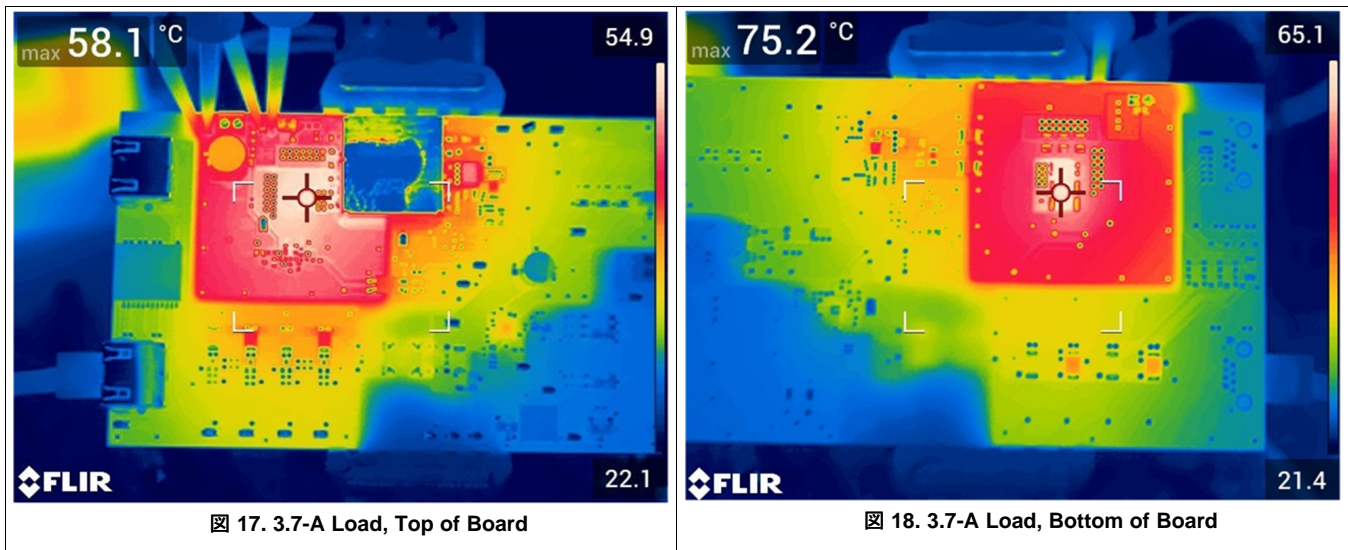 max 58.1 °C
54.9
22.1
FLIR
図 17. 3.7-A Load, Top of Board
max 75.2 °C
65.1
21.4
FLIR
図 18. 3.7-A Load, Bottom of Board